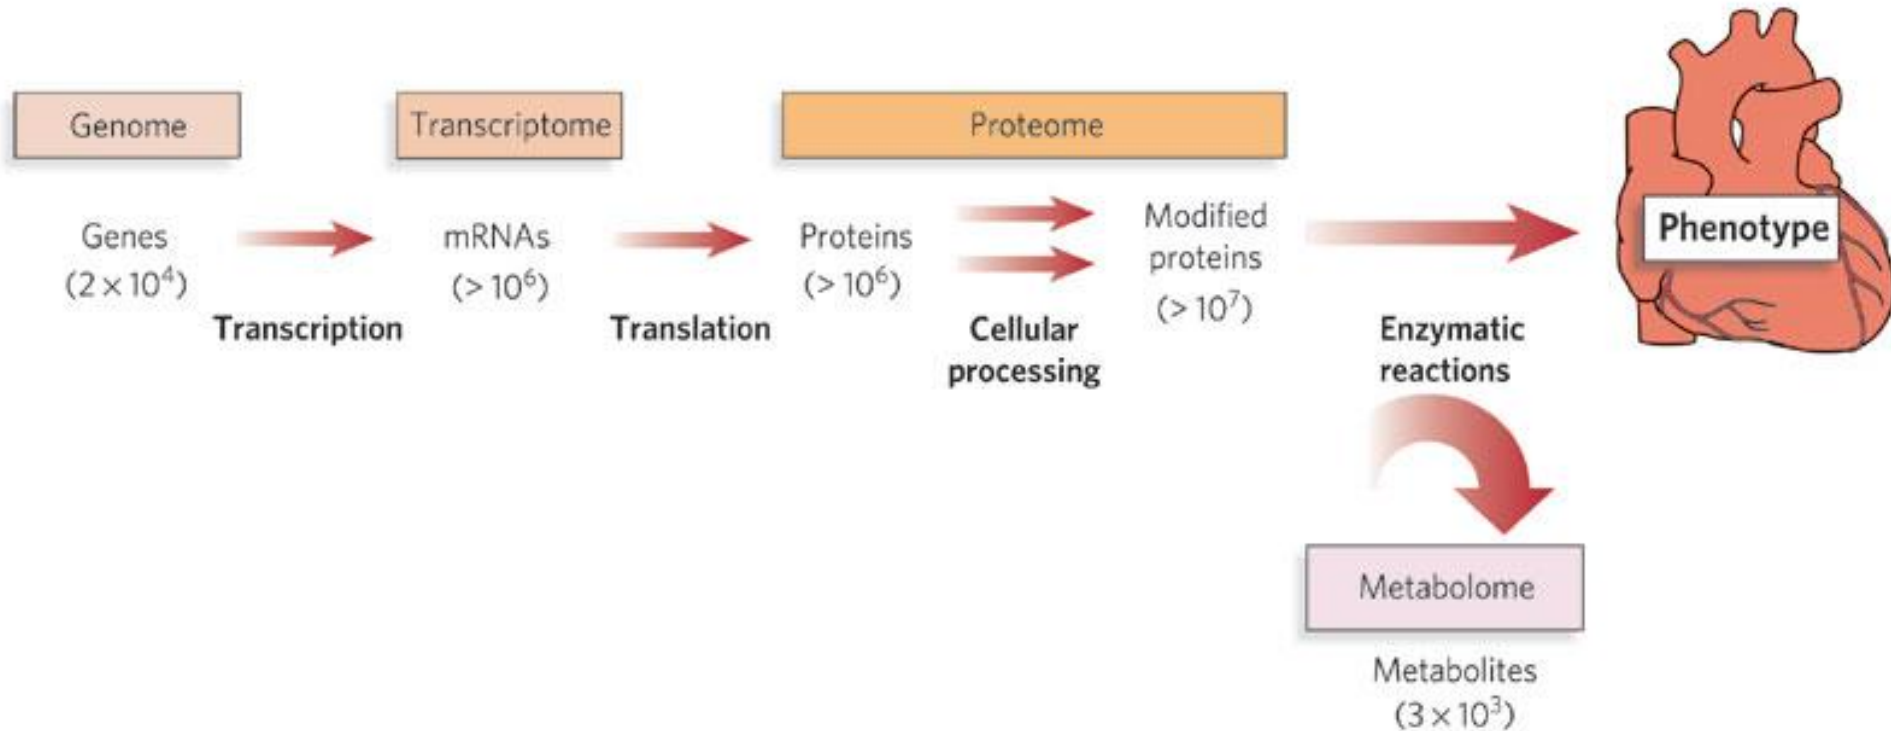 Genome
Transcriptome
Proteome
Genes
(2 × 10⁴)
Transcription
mRNAs
(> 10⁶)
Translation
Proteins
(> 10⁶)
Cellular
processing
Modified
proteins
(> 10⁷)
Enzymatic
reactions
Phenotype
Metabolome
Metabolites
(3 × 10³)